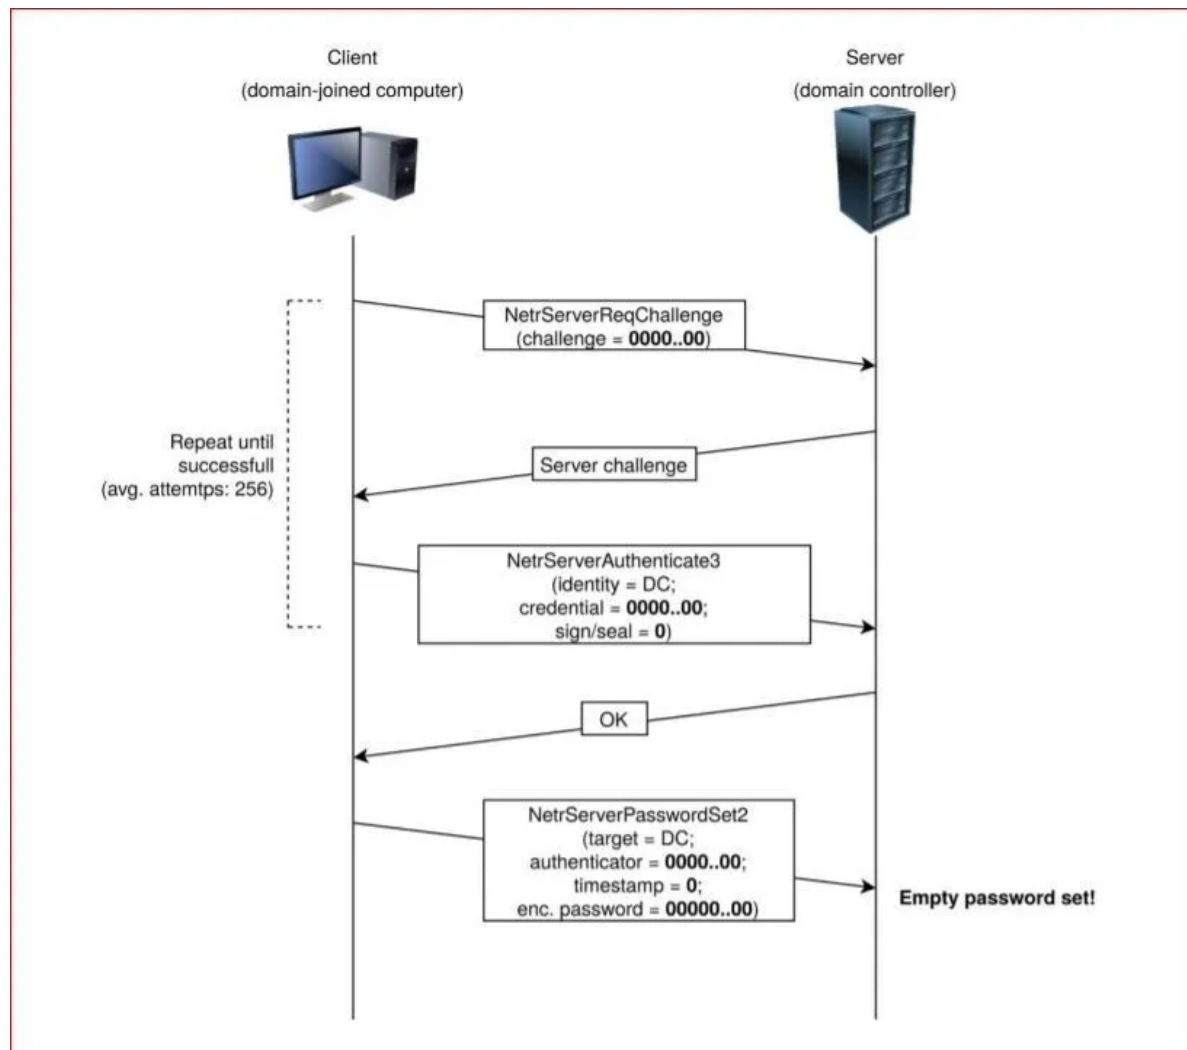 Client
(domain-joined computer)
Server
(domain controller)
NetrServerReqChallenge
(challenge = 0000..00)
Repeat until
successfull
(avg. attemtps: 256)
Server challenge
NetrServerAuthenticate3
(identity = DC;
credential = 0000..00;
sign/seal = 0)
OK
NetrServerPasswordSet2
(target = DC;
authenticator = 0000..00;
timestamp = 0;
enc. password = 00000..00)
Empty password set!